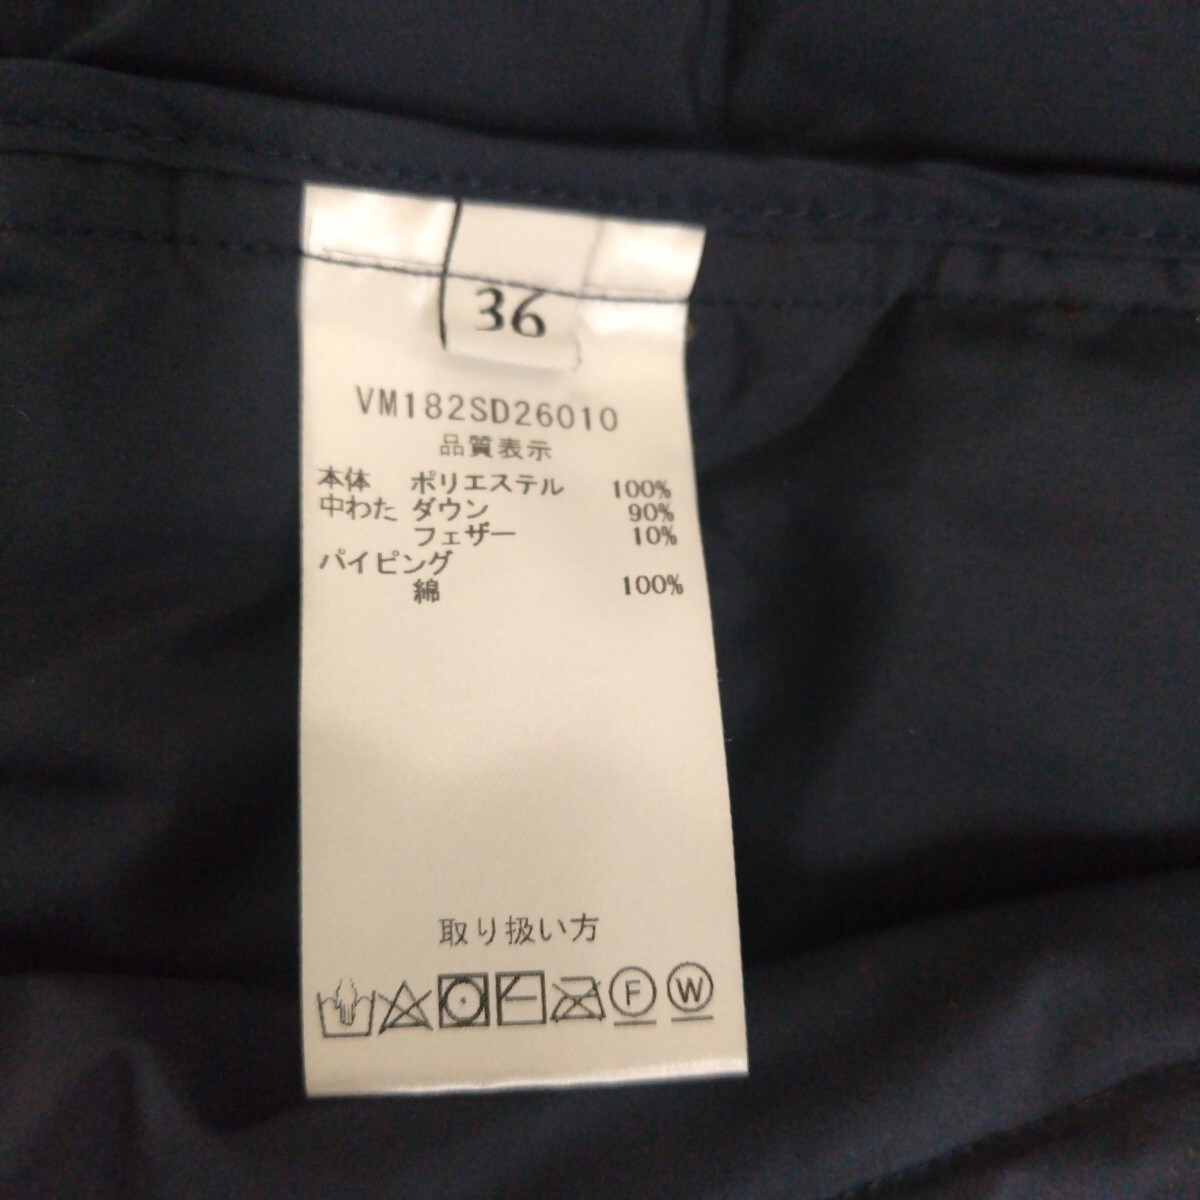 36
VM182SD26010
品質表示
本体 ポリエステル 100%
中わた ダウン 90%
フェザー 10%
パイピング
綿 100%
取り扱い方
F W